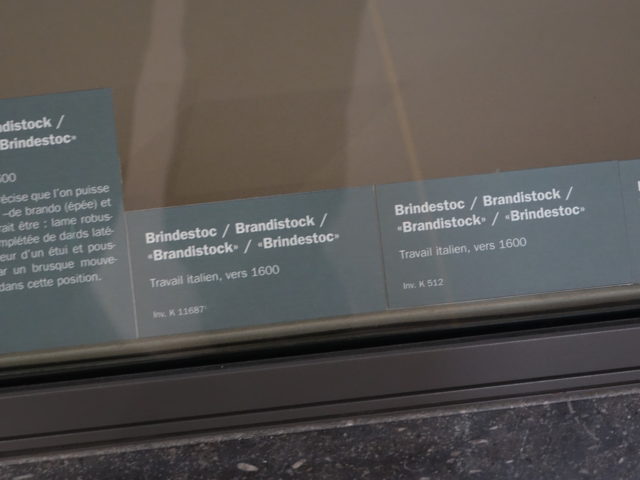 ndistock /
Brindestoc»
600
récise que l'on puisse
–de brando (épée) et
rait être : lame robus-
mplétée de dards laté-
eur d'un étui et pous-
ar un brusque mouve-
dans cette position.
Brindestoc / Brandistock /
«Brandistock» / «Brindestoc»
Travail italien, vers 1600
Inv. K 11687
Brindestoc / Brandistock /
«Brandistock» / «Brindestoc»
Travail italien, vers 1600
Inv. K 512